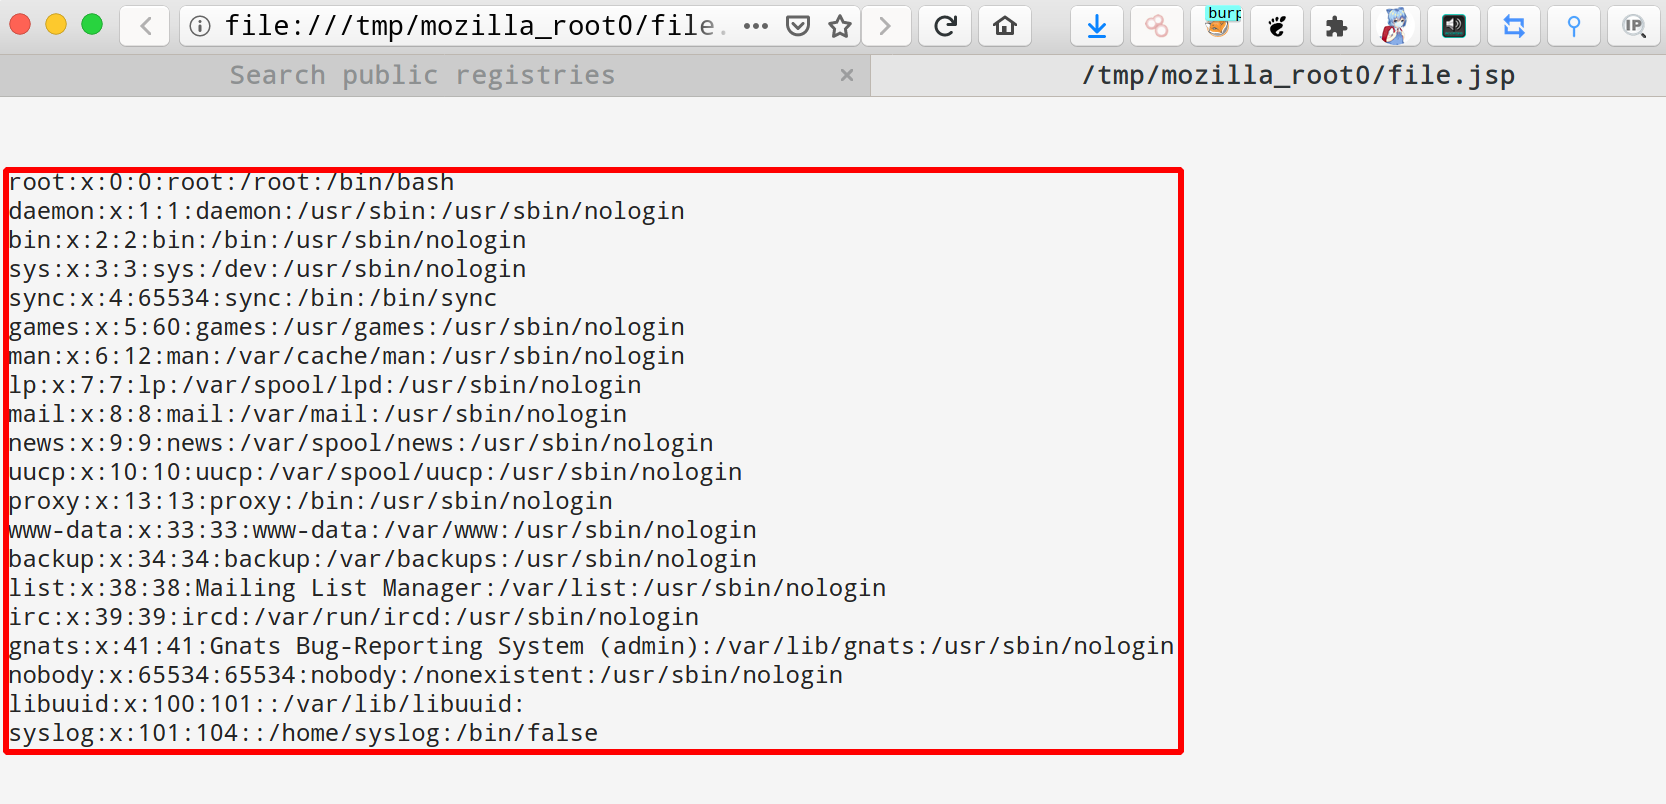 file:///tmp/mozilla_root0/file.
burp
IP
Search public registries
/tmp/mozilla_root0/file.jsp
root:x:0:0:root:/root:/bin/bash
daemon:x:1:1:daemon:/usr/sbin:/usr/sbin/nologin
bin:x:2:2:bin:/bin:/usr/sbin/nologin
sys:x:3:3:sys:/dev:/usr/sbin/nologin
sync:x:4:65534:sync:/bin:/bin/sync
games:x:5:60:games:/usr/games:/usr/sbin/nologin
man:x:6:12:man:/var/cache/man:/usr/sbin/nologin
lp:x:7:7:lp:/var/spool/lpd:/usr/sbin/nologin
mail:x:8:8:mail:/var/mail:/usr/sbin/nologin
news:x:9:9:news:/var/spool/news:/usr/sbin/nologin
uucp:x:10:10:uucp:/var/spool/uucp:/usr/sbin/nologin
proxy:x:13:13:proxy:/bin:/usr/sbin/nologin
www-data:x:33:33:www-data:/var/www:/usr/sbin/nologin
backup:x:34:34:backup:/var/backups:/usr/sbin/nologin
list:x:38:38:Mailing List Manager:/var/list:/usr/sbin/nologin
irc:x:39:39:ircd:/var/run/ircd:/usr/sbin/nologin
gnats:x:41:41:Gnats Bug-Reporting System (admin):/var/lib/gnats:/usr/sbin/nologin
nobody:x:65534:65534:nobody:/nonexistent:/usr/sbin/nologin
libuuid:x:100:101::/var/lib/libuuid:
syslog:x:101:104::/home/syslog:/bin/false